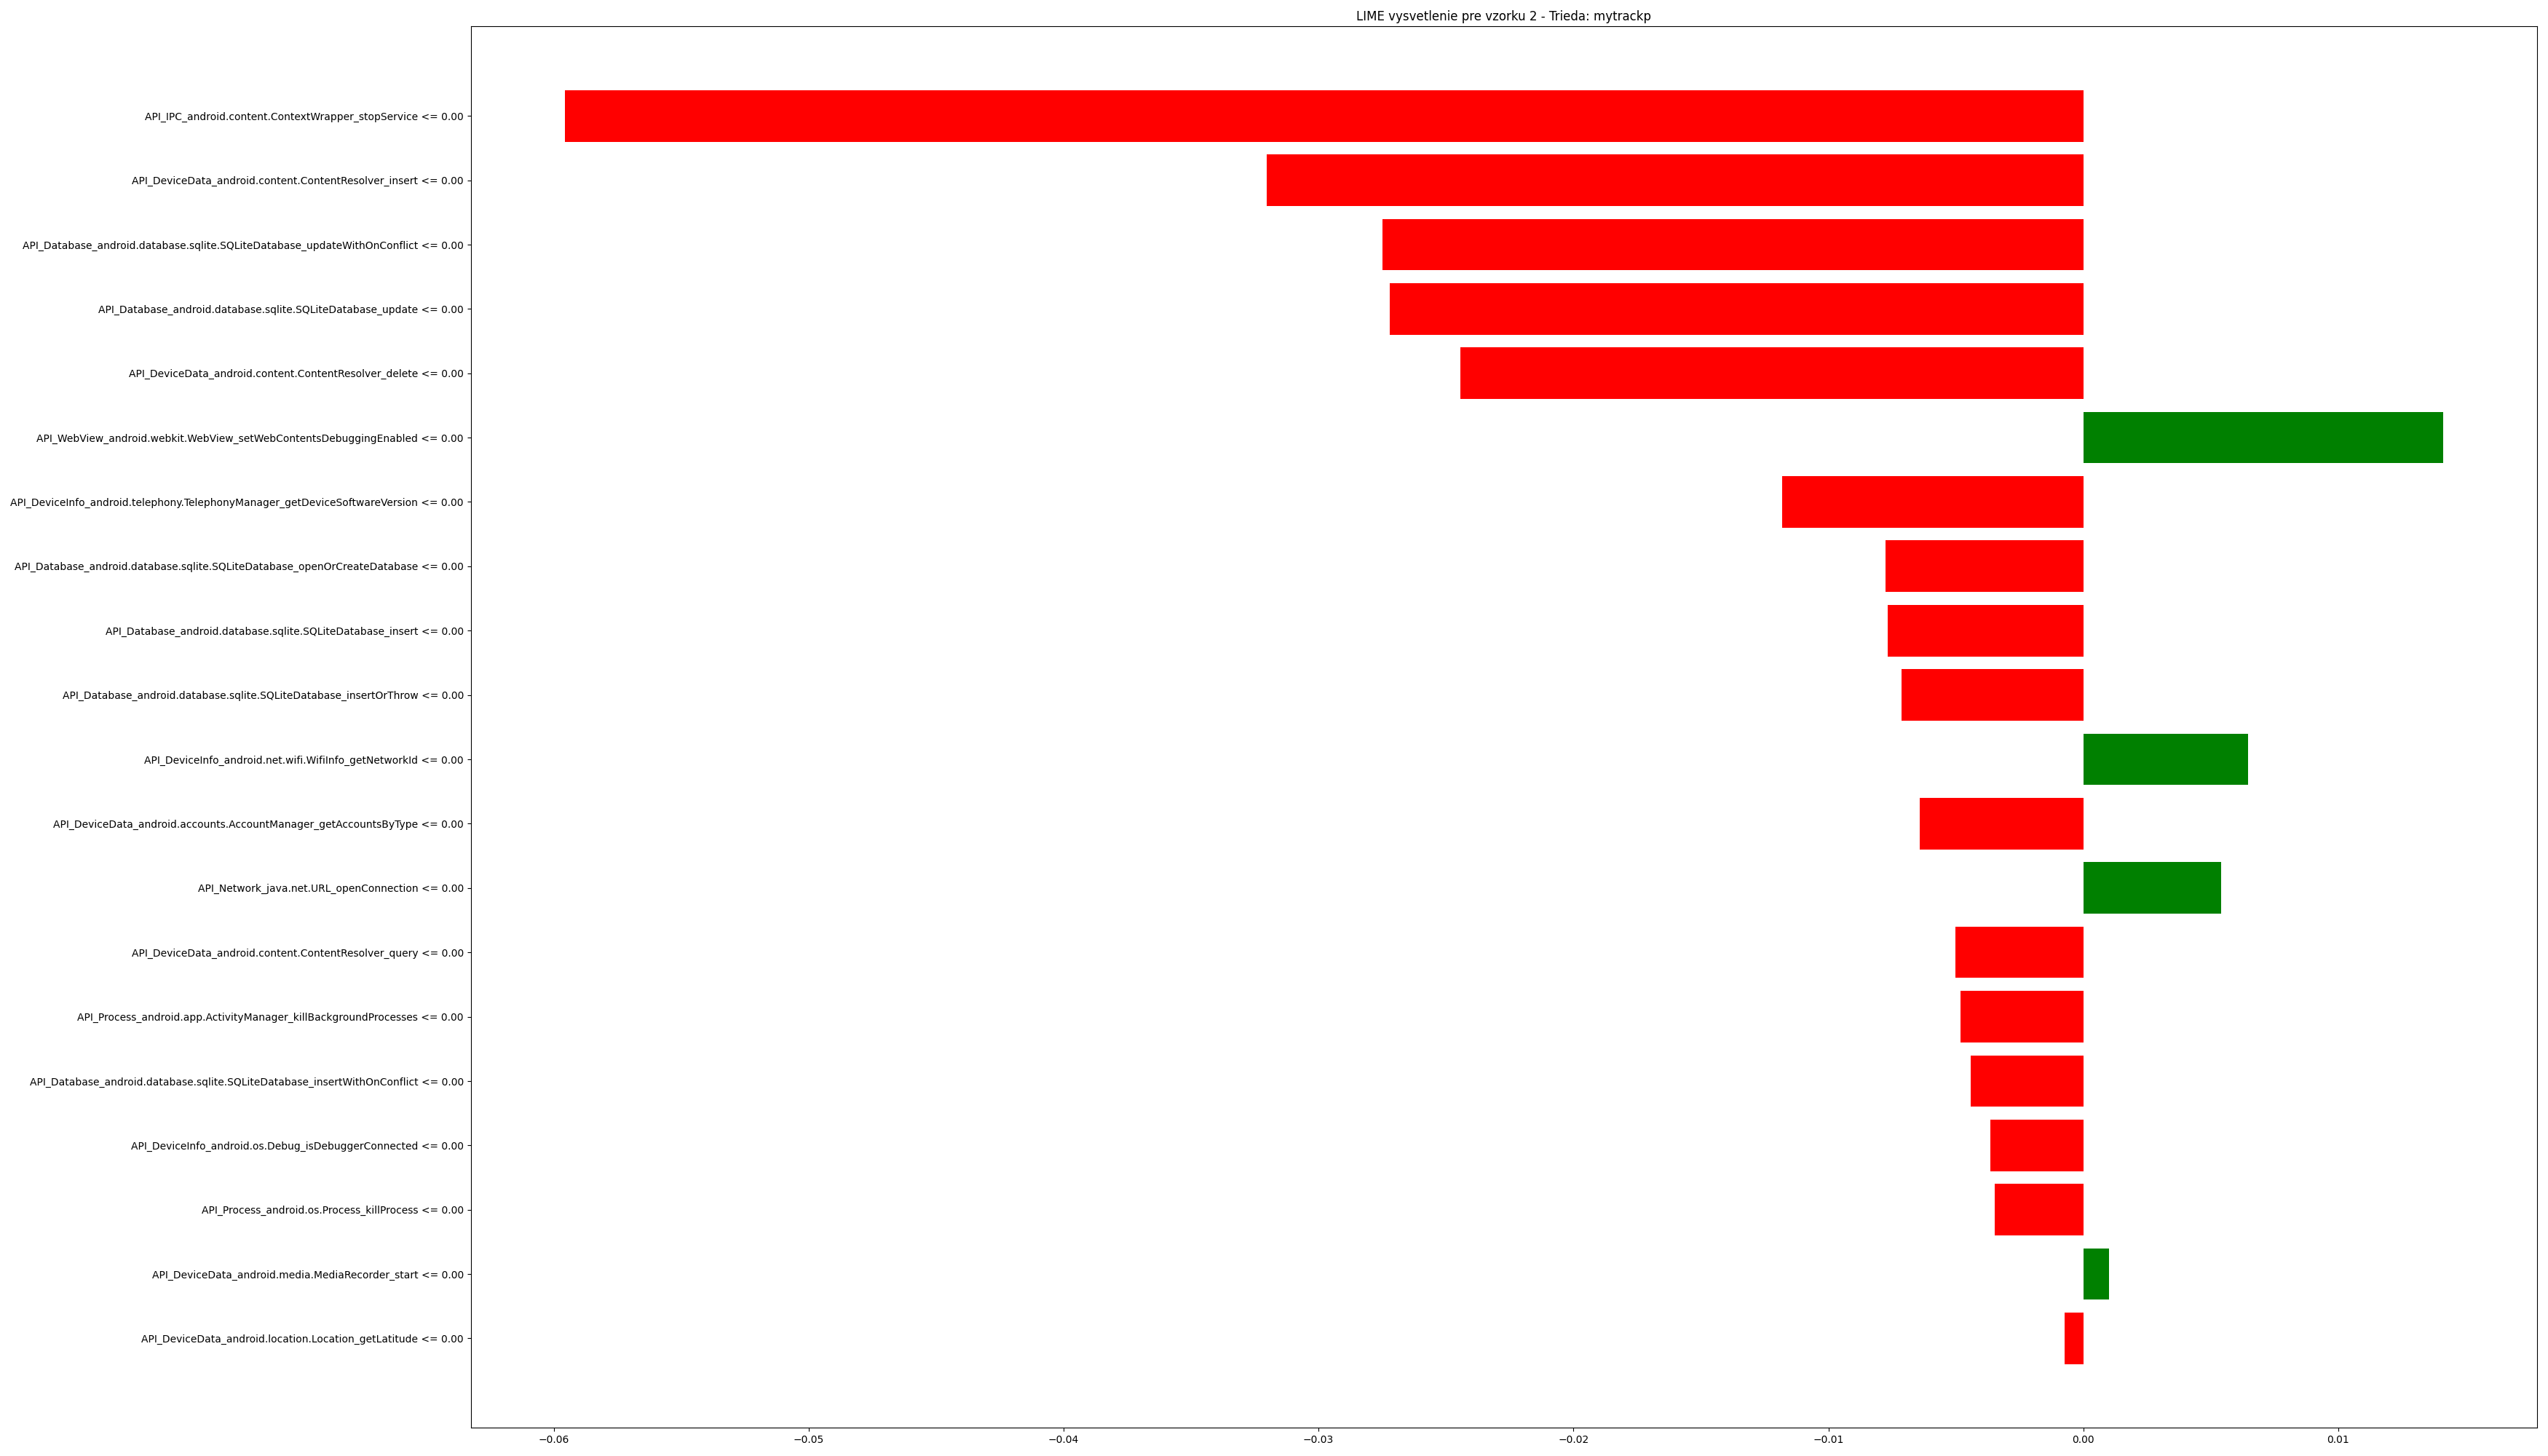 LIME vysvetlenie pre vzorku 2 - Trieda: mytrackp
API_IPC_android.content.ContextWrapper_stopService <= 0.00
API_DeviceData_android.content.ContentResolver_insert <= 0.00
API_Database_android.database.sqlite.SQLiteDatabase_updateWithOnConflict <= 0.00
API_Database_android.database.sqlite.SQLiteDatabase_update <= 0.00
API_DeviceData_android.content.ContentResolver_delete <= 0.00
API_WebView_android.webkit.WebView_setWebContentsDebuggingEnabled <= 0.00
API_DeviceInfo_android.telephony.TelephonyManager_getDeviceSoftwareVersion <= 0.00
API_Database_android.database.sqlite.SQLiteDatabase_openOrCreateDatabase <= 0.00
API_Database_android.database.sqlite.SQLiteDatabase_insert <= 0.00
API_Database_android.database.sqlite.SQLiteDatabase_insertOrThrow <= 0.00
API_DeviceInfo_android.net.wifi.WifiInfo_getNetworkId <= 0.00
API_DeviceData_android.accounts.AccountManager_getAccountsByType <= 0.00
API_Network_java.net.URL_openConnection <= 0.00
API_DeviceData_android.content.ContentResolver_query <= 0.00
API_Process_android.app.ActivityManager_killBackgroundProcesses <= 0.00
API_Database_android.database.sqlite.SQLiteDatabase_insertWithOnConflict <= 0.00
API_DeviceInfo_android.os.Debug_isDebuggerConnected <= 0.00
API_Process_android.os.Process_killProcess <= 0.00
API_DeviceData_android.media.MediaRecorder_start <= 0.00
API_DeviceData_android.location.Location_getLatitude <= 0.00
−0.06 −0.05 −0.04 −0.03 −0.02 −0.01 0.00 0.01